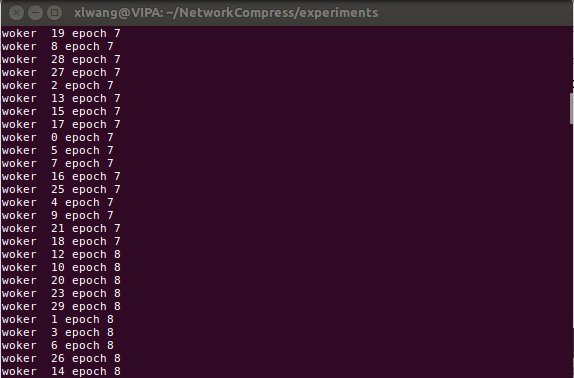 xlwang@VIPA: ~/NetworkCompress/experiments
woker  19 epoch 7
woker  8 epoch 7
woker  28 epoch 7
woker  27 epoch 7
woker  2 epoch 7
woker  13 epoch 7
woker  15 epoch 7
woker  17 epoch 7
woker  0 epoch 7
woker  5 epoch 7
woker  7 epoch 7
woker  16 epoch 7
woker  25 epoch 7
woker  4 epoch 7
woker  9 epoch 7
woker  21 epoch 7
woker  18 epoch 7
woker  12 epoch 8
woker  10 epoch 8
woker  20 epoch 8
woker  23 epoch 8
woker  29 epoch 8
woker  1 epoch 8
woker  3 epoch 8
woker  6 epoch 8
woker  26 epoch 8
woker  14 epoch 8